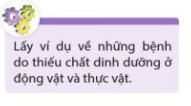 Lấy ví dụ về những bệnh
do thiếu chất dinh dưỡng ở
động vật và thực vật.